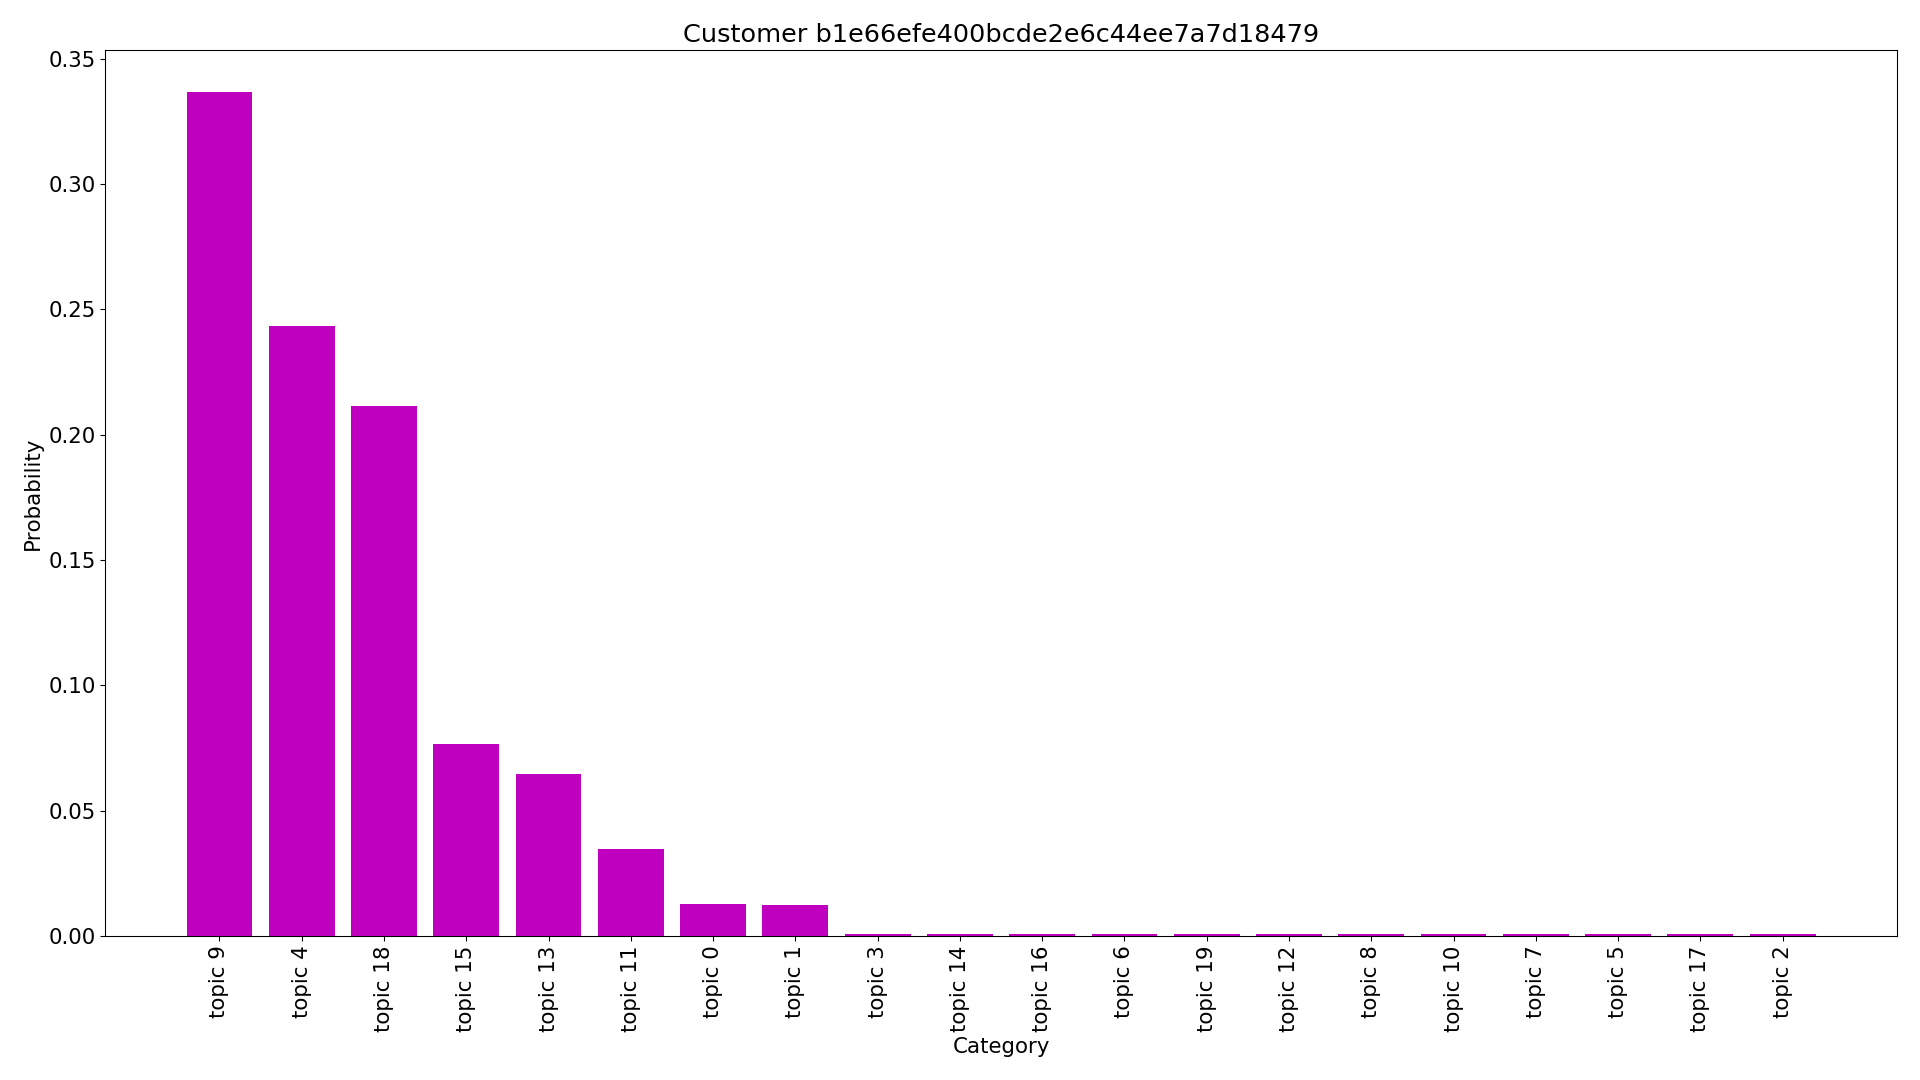 Customer b1e66efe400bcde2e6c44ee7a7d18479
0.35
0.30
0.25
0.20
0.15
0.10
0.05
0.00
Probability
topic 9
topic 4
topic 18
topic 15
topic 13
topic 11
topic 0
topic 1
topic 3
topic 14
topic 16
topic 6
topic 19
topic 12
topic 8
topic 10
topic 7
topic 5
topic 17
topic 2
Category